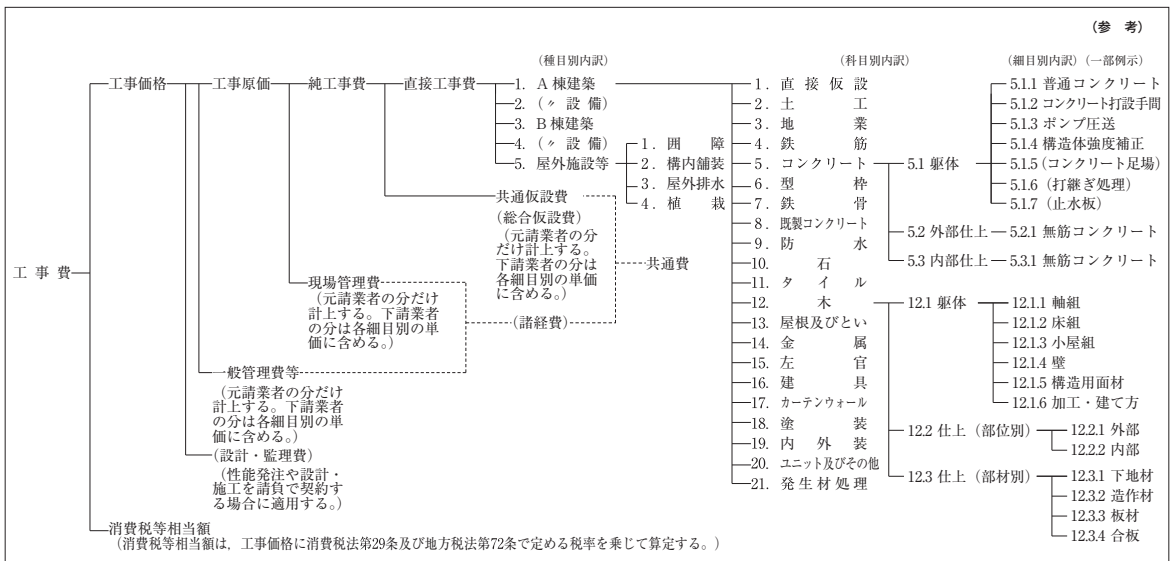 (参 考)
(種目別内訳)
(科目別内訳)
(細目別内訳)(一部例示)
工 事 費
工事価格
工事原価
純工事費
直接工事費
1. A 棟建築
2. (〃 設 備)
3. B 棟建築
4. (〃 設 備)
5. 屋外施設等
1. 囲 障
2. 構内舗装
3. 屋外排水
4. 植 栽
共通仮設費
(総合仮設費)
(元請業者の分
だけ計上する。
下請業者の分は
各細目別の単価
に含める。)
共通費
現場管理費
(元請業者の分だけ
計上する。下請業者
の分は各細目別の単
価に含める。)
(諸経費)
一般管理費等
(元請業者の分だけ
計上する。下請業者
の分は各細目別の単
価に含める。)
(設計・監理費)
(性能発注や設計・
施工を請負で契約す
る場合に適用する。)
消費税等相当額
(消費税等相当額は,工事価格に消費税法第29条及び地方税法第72条で定める税率を乗じて算定する。)
1. 直 接 仮 設
2. 土 工
3. 地 業
4. 鉄 筋
5. コンクリート
6. 型 枠
7. 鉄 骨
8. 既製コンクリート
9. 防 水
10. 石
11. タ イ ル
12. 木
13. 屋根及びとい
14. 金 属
15. 左 官
16. 建 具
17. カーテンウォール
18. 塗 装
19. 内 外 装
20. ユニット及びその他
21. 発 生 材 処 理
5.1 躯体
5.1.1 普通コンクリート
5.1.2 コンクリート打設手間
5.1.3 ポンプ圧送
5.1.4 構造体強度補正
5.1.5 (コンクリート足場)
5.1.6 (打継ぎ処理)
5.1.7 (止水板)
5.2 外部仕上
5.2.1 無筋コンクリート
5.3 内部仕上
5.3.1 無筋コンクリート
12.1 躯体
12.1.1 軸組
12.1.2 床組
12.1.3 小屋組
12.1.4 壁
12.1.5 構造用面材
12.1.6 加工・建て方
12.2 仕上(部位別)
12.2.1 外部
12.2.2 内部
12.3 仕上(部材別)
12.3.1 下地材
12.3.2 造作材
12.3.3 板材
12.3.4 合板